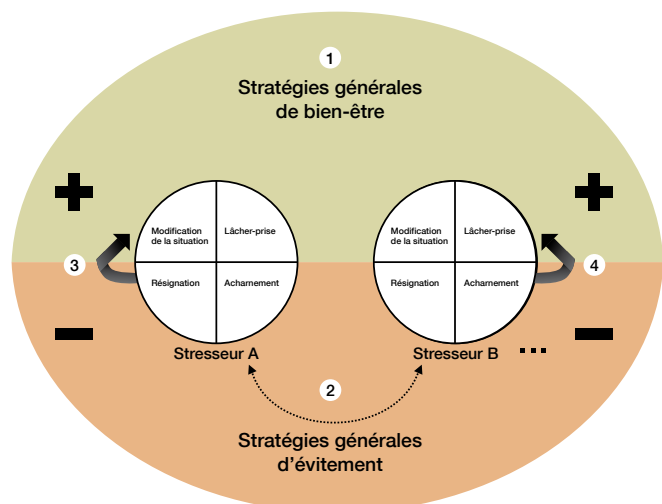 1
Stratégies générales
de bien-être
+
+
Modification
de la situation
Lâcher-prise
Modification
de la situation
Lâcher-prise
3
4
Résignation
Acharnement
Résignation
Acharnement
Stresseur A
Stresseur B ...
2
Stratégies générales
d'évitement